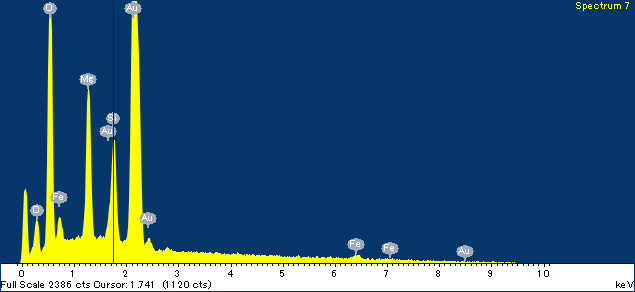 Spectrum 7
O
Au
Mg
Si
Au
Fe
Au
Fe
Fe
Au
0 1 2 3 4 5 6 7 8 9 10
Full Scale 2386 cts Cursor: 1.741 (1120 cts)
keV